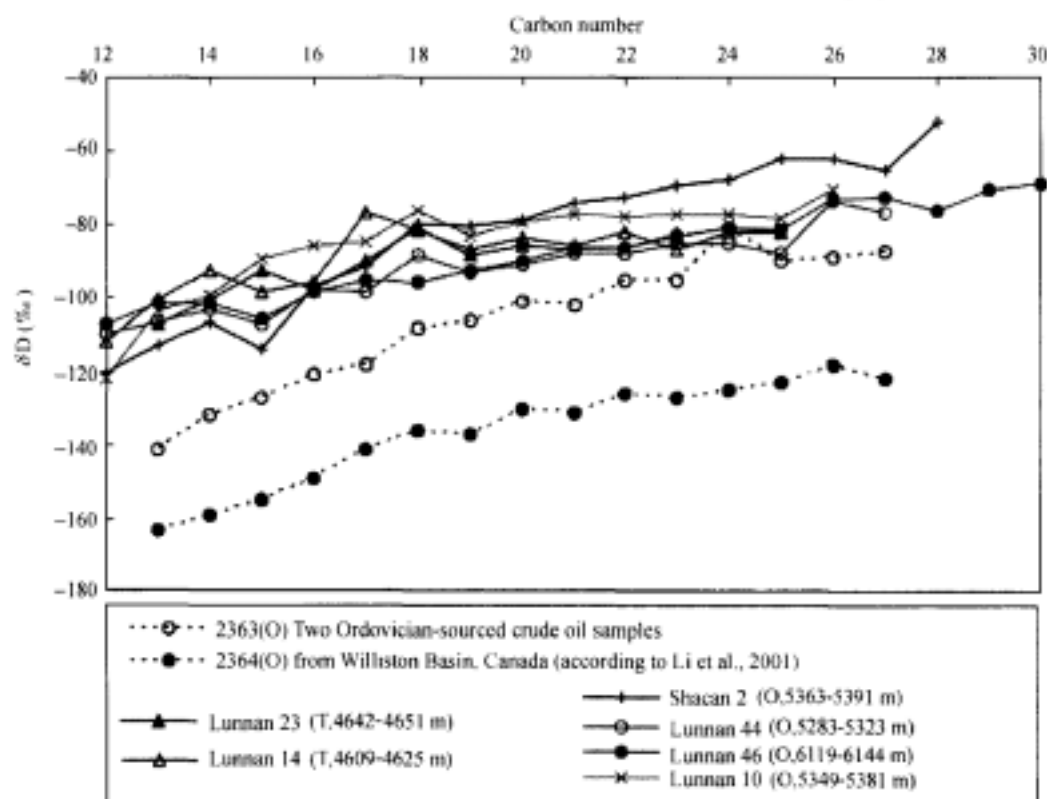 Carbon number
12 14 16 18 20 22 24 26 28 30
−40
−60
−80
−100
−120
−140
−160
−180
δD (‰)
2363(O) Two Ordovician-sourced crude oil samples
2364(O) from Williston Basin, Canada (according to Li et al., 2001)
Lunnan 23 (T,4642-4651 m)
Lunnan 14 (T,4609-4625 m)
Shacan 2 (O,5363-5391 m)
Lunnan 44 (O,5283-5323 m)
Lunnan 46 (O,6119-6144 m)
Lunnan 10 (O,5349-5381 m)